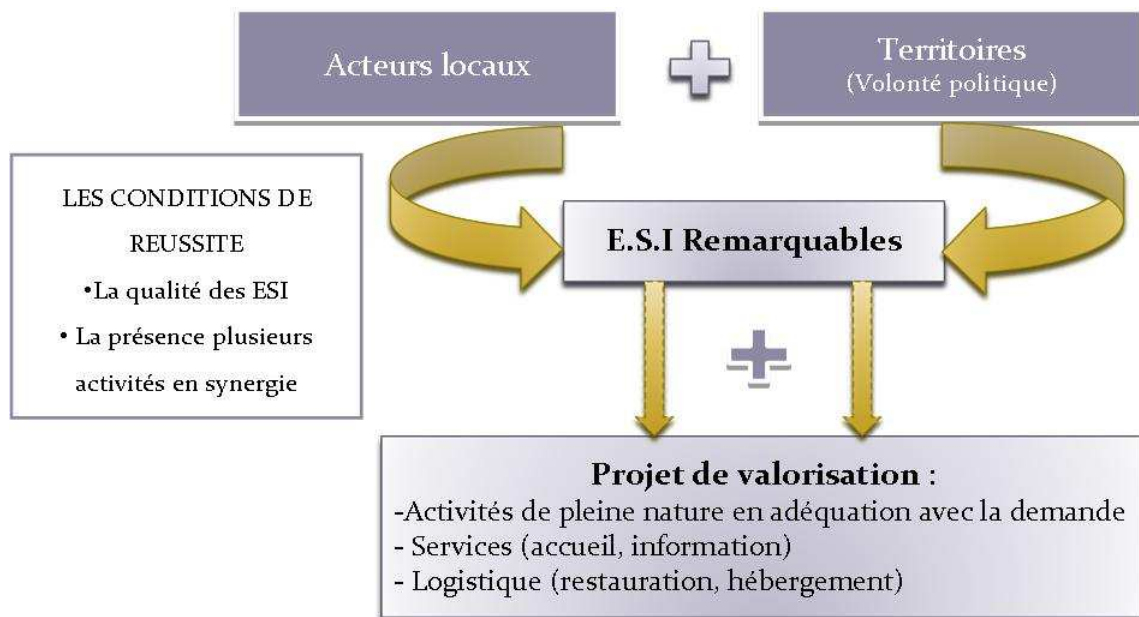 Acteurs locaux
Territoires
(Volonté politique)
LES CONDITIONS DE
REUSSITE
•La qualité des ESI
• La présence plusieurs
activités en synergie
E.S.I Remarquables
Projet de valorisation :
-Activités de pleine nature en adéquation avec la demande
- Services (accueil, information)
- Logistique (restauration, hébergement)